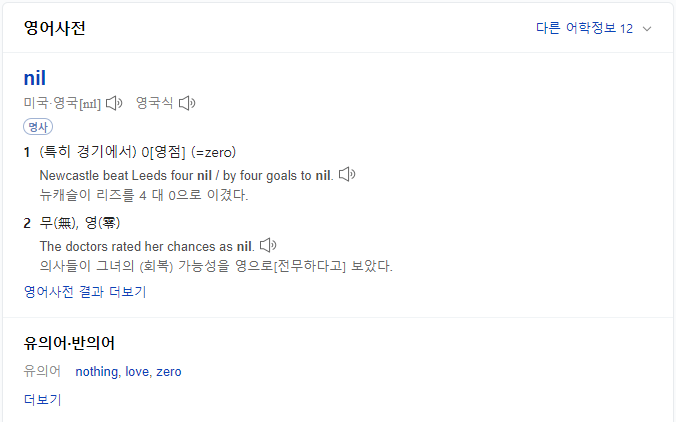 영어사전
다른 어학정보 12
nil
미국·영국[nɪl] 영국식
명사
1 (특히 경기에서) 0[영점] (=zero)
Newcastle beat Leeds four nil / by four goals to nil.
뉴캐슬이 리즈를 4 대 0으로 이겼다.
2 무(無), 영(零)
The doctors rated her chances as nil.
의사들이 그녀의 (회복) 가능성을 영으로[전무하다고] 보았다.
영어사전 결과 더보기
유의어·반의어
유의어 nothing, love, zero
더보기